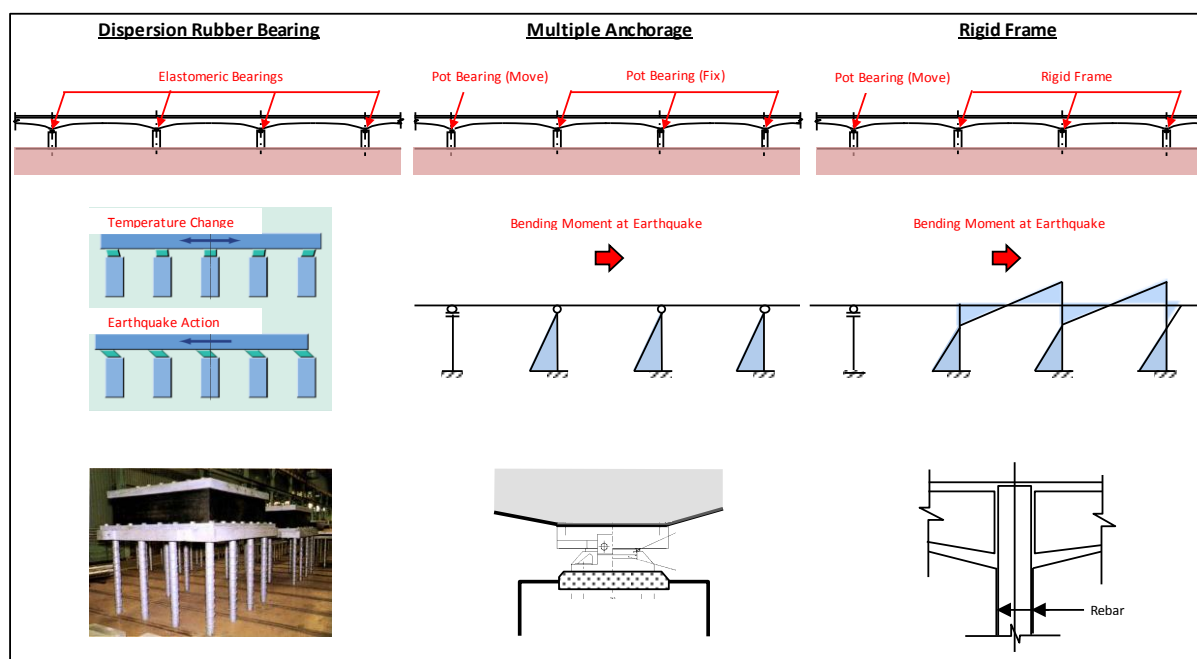 Dispersion Rubber Bearing
Multiple Anchorage
Rigid Frame
Elastomeric Bearings
Pot Bearing (Move)
Pot Bearing (Fix)
Pot Bearing (Move)
Rigid Frame
Temperature Change
Earthquake Action
Bending Moment at Earthquake
Bending Moment at Earthquake
Rebar